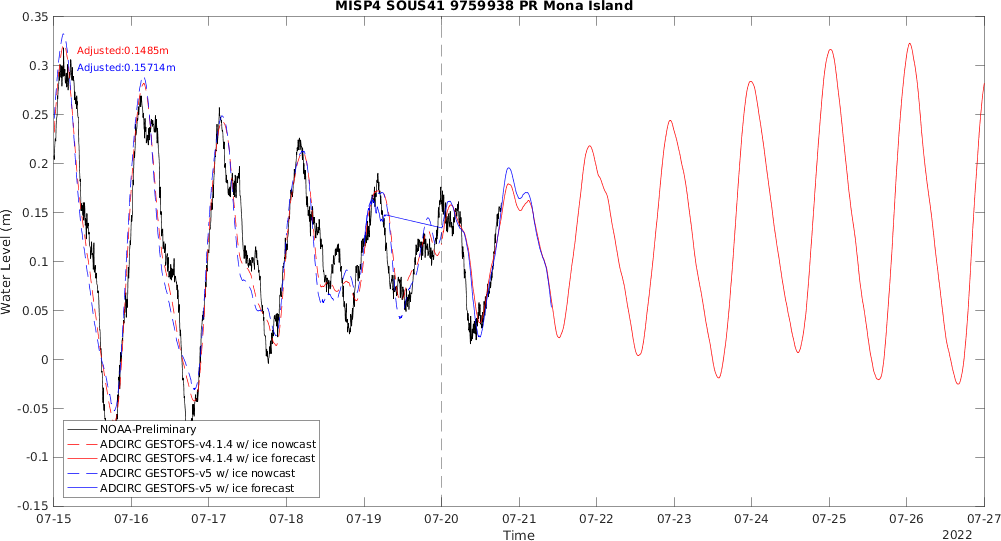 MISP4 SOUS41 9759938 PR Mona Island
Adjusted:0.1485m
Adjusted:0.15714m
Water Level (m)
0.35
0.3
0.25
0.2
0.15
0.1
0.05
0
-0.05
-0.1
-0.15
NOAA-Preliminary
ADCIRC GESTOFS-v4.1.4 w/ ice nowcast
ADCIRC GESTOFS-v4.1.4 w/ ice forecast
ADCIRC GESTOFS-v5 w/ ice nowcast
ADCIRC GESTOFS-v5 w/ ice forecast
07-15 07-16 07-17 07-18 07-19 07-20 07-21 07-22 07-23 07-24 07-25 07-26 07-27
Time
2022